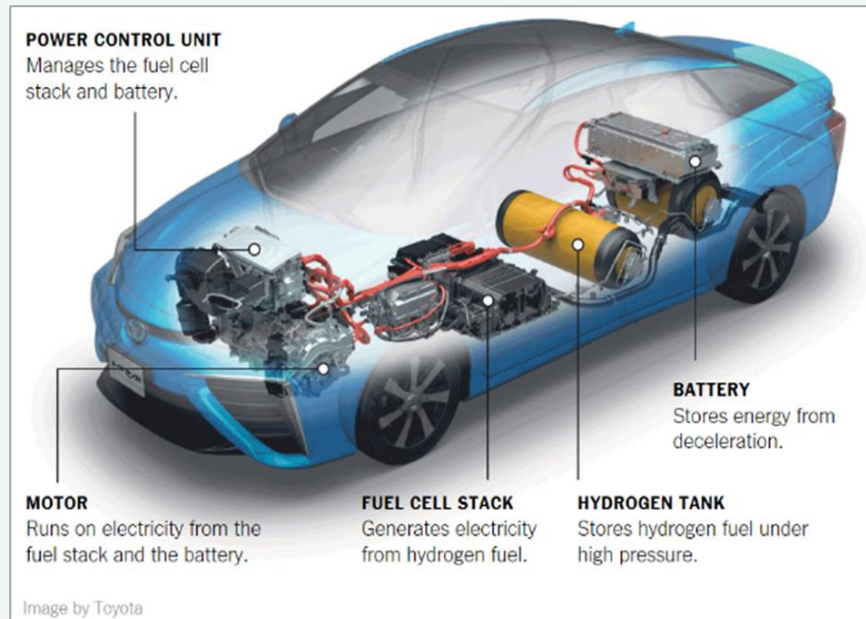 POWER CONTROL UNIT
Manages the fuel cell
stack and battery.
BATTERY
Stores energy from
deceleration.
MOTOR
Runs on electricity from the
fuel stack and the battery.
FUEL CELL STACK
Generates electricity
from hydrogen fuel.
HYDROGEN TANK
Stores hydrogen fuel under
high pressure.
Image by Toyota